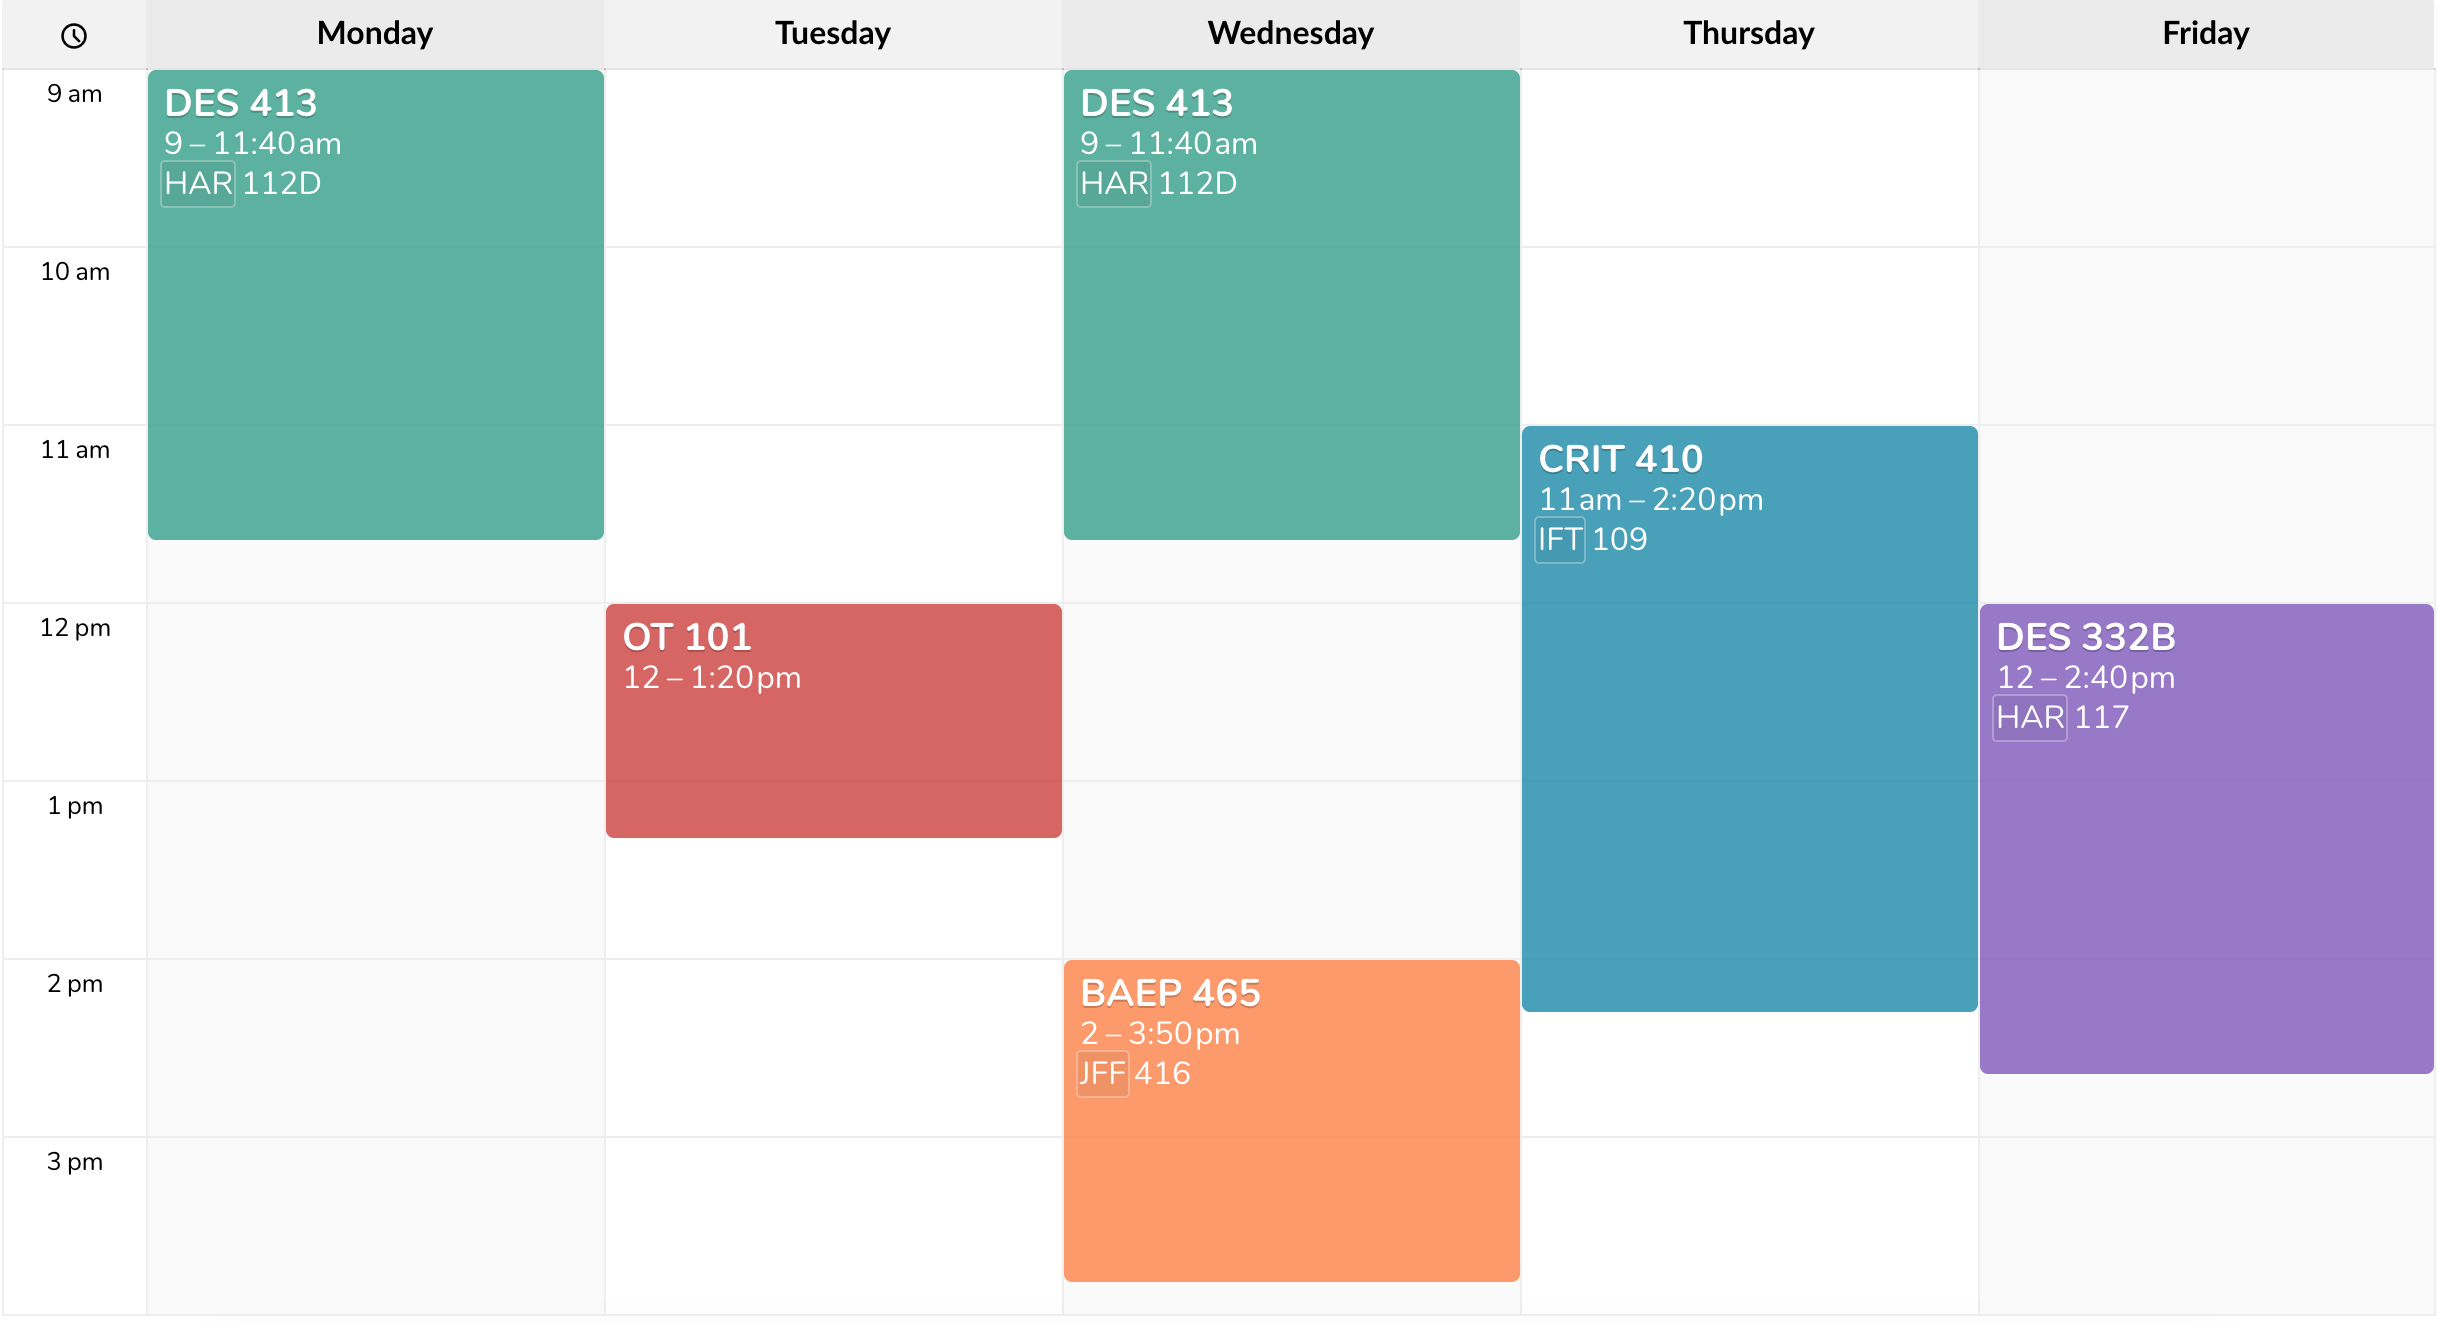 Monday
Tuesday
Wednesday
Thursday
Friday
9 am
10 am
11 am
12 pm
1 pm
2 pm
3 pm
DES 413
9 – 11:40am
HAR 112D
OT 101
12 – 1:20pm
DES 413
9 – 11:40am
HAR 112D
BAEP 465
2 – 3:50pm
JFF 416
CRIT 410
11am – 2:20pm
IFT 109
DES 332B
12 – 2:40pm
HAR 117